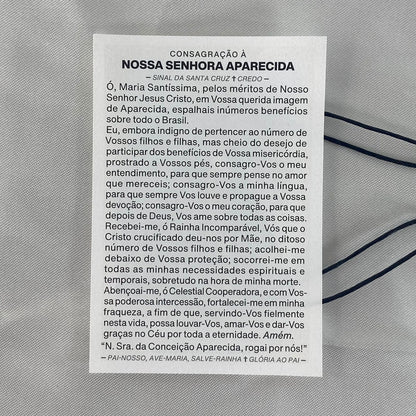 CONSAGRAÇÃO À
NOSSA SENHORA APARECIDA
– SINAL DA SANTA CRUZ ✝ CREDO –
Ó, Maria Santíssima, pelos méritos de Nosso
Senhor Jesus Cristo, em Vossa querida imagem
de Aparecida, espalhais inúmeros benefícios
sobre todo o Brasil.
Eu, embora indigno de pertencer ao número de
Vossos filhos e filhas, mas cheio do desejo de
participar dos benefícios de Vossa misericórdia,
prostrado a Vossos pés, consagro-Vos o meu
entendimento, para que sempre pense no amor
que mereceis; consagro-Vos a minha língua,
para que sempre Vos louve e propague a Vossa
devoção; consagro-Vos o meu coração, para que
depois de Deus, Vos ame sobre todas as coisas.
Recebei-me, ó Rainha Incomparável, Vós que o
Cristo crucificado deu-nos por Mãe, no ditoso
número de Vossos filhos e filhas; acolhei-me
debaixo de Vossa proteção; socorrei-me em
todas as minhas necessidades espirituais e
temporais, sobretudo na hora de minha morte.
Abençoai-me, ó Celestial Cooperadora, e com Vos-
sa poderosa intercessão, fortalecei-me em minha
fraqueza, a fim de que, servindo-Vos fielmente
nesta vida, possa louvar-Vos, amar-Vos e dar-Vos
graças no Céu por toda a eternidade. Amém.
“N. Sra. da Conceição Aparecida, rogai por nós!”
– PAI-NOSSO, AVE-MARIA, SALVE-RAINHA ✝ GLÓRIA AO PAI –